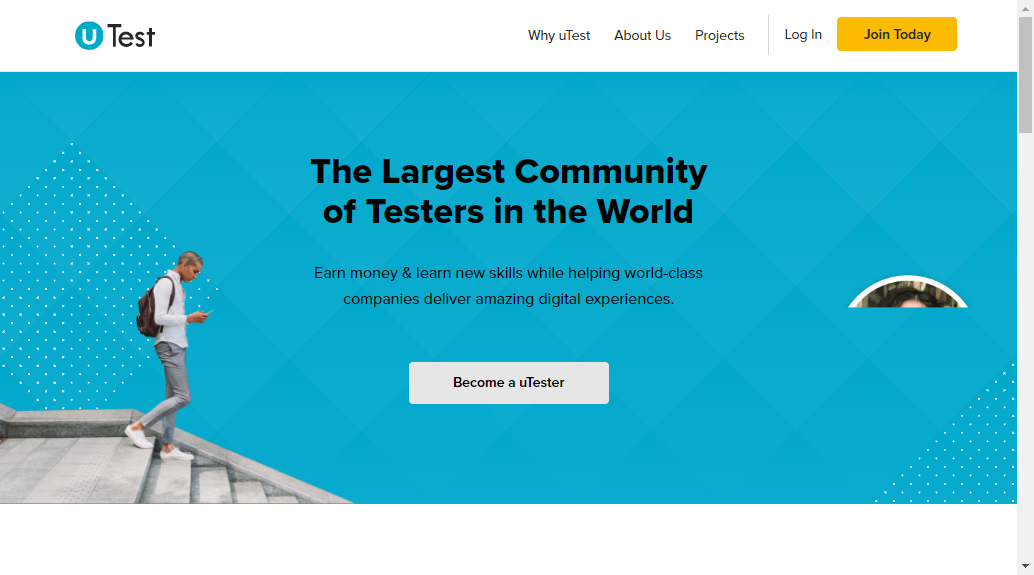 uTest
Why uTest
About Us
Projects
Log In
Join Today
The Largest Community
of Testers in the World
Earn money & learn new skills while helping world-class
companies deliver amazing digital experiences.
Become a uTester